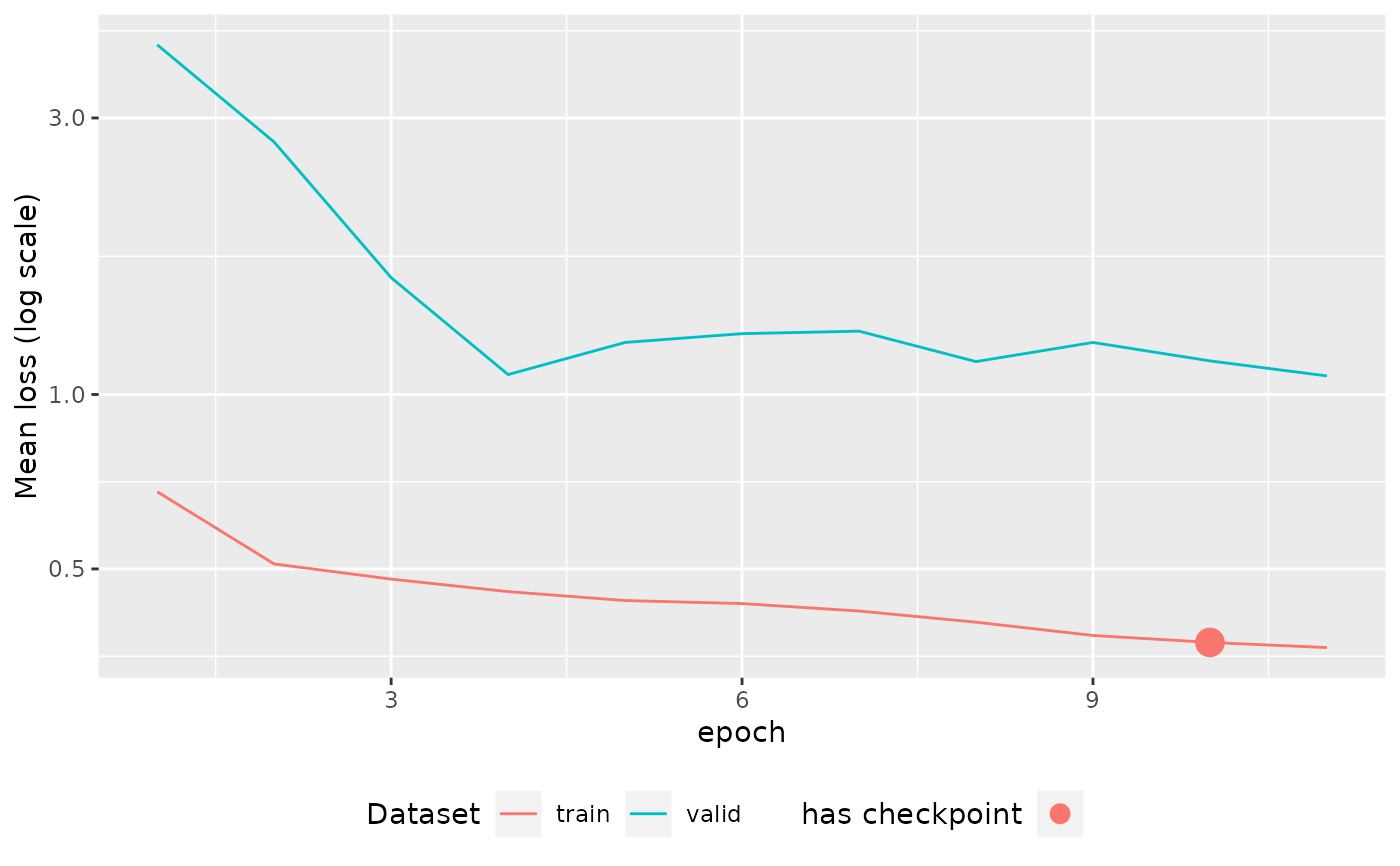 Mean loss (log scale)
3.0
1.0
0.5
3 6 9
epoch
Dataset train valid has checkpoint